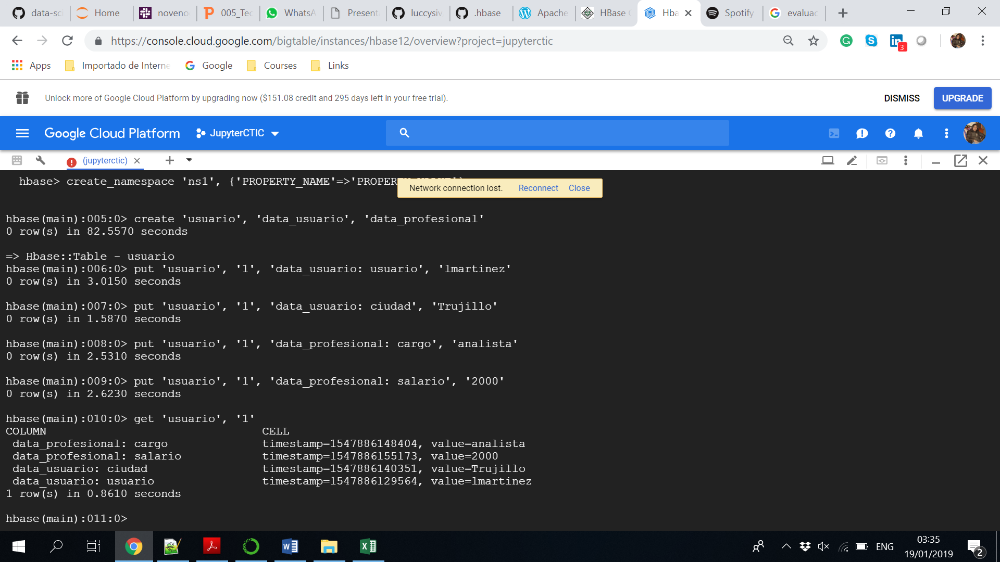 data-sci
Home
noveno
005_Tec
WhatsA
Present
luccysiv
.hbase
Apache
HBase
Hba
Spotify
evaluac
https://console.cloud.google.com/bigtable/instances/hbase12/overview?project=jupyterctic
3
Apps
Importado de Interne
Google
Courses
Links
Unlock more of Google Cloud Platform by upgrading now ($151.08 credit and 295 days left in your free trial).
DISMISS
UPGRADE
Google Cloud Platform
JupyterCTIC
(jupyterctic)
hbase> create_namespace 'ns1', {'PROPERTY_NAME'=>'PROPER
Network connection lost. Reconnect Close
hbase(main):005:0> create 'usuario', 'data_usuario', 'data_profesional'
0 row(s) in 82.5570 seconds
=> Hbase::Table - usuario
hbase(main):006:0> put 'usuario', '1', 'data_usuario: usuario', 'lmartinez'
0 row(s) in 3.0150 seconds
hbase(main):007:0> put 'usuario', '1', 'data_usuario: ciudad', 'Trujillo'
0 row(s) in 1.5870 seconds
hbase(main):008:0> put 'usuario', '1', 'data_profesional: cargo', 'analista'
0 row(s) in 2.5310 seconds
hbase(main):009:0> put 'usuario', '1', 'data_profesional: salario', '2000'
0 row(s) in 2.6230 seconds
hbase(main):010:0> get 'usuario', '1'
COLUMN CELL
data_profesional: cargo timestamp=1547886148404, value=analista
data_profesional: salario timestamp=1547886155173, value=2000
data_usuario: ciudad timestamp=1547886140351, value=Trujillo
data_usuario: usuario timestamp=1547886129564, value=lmartinez
1 row(s) in 0.8610 seconds
hbase(main):011:0>
ENG
03:35
19/01/2019
2